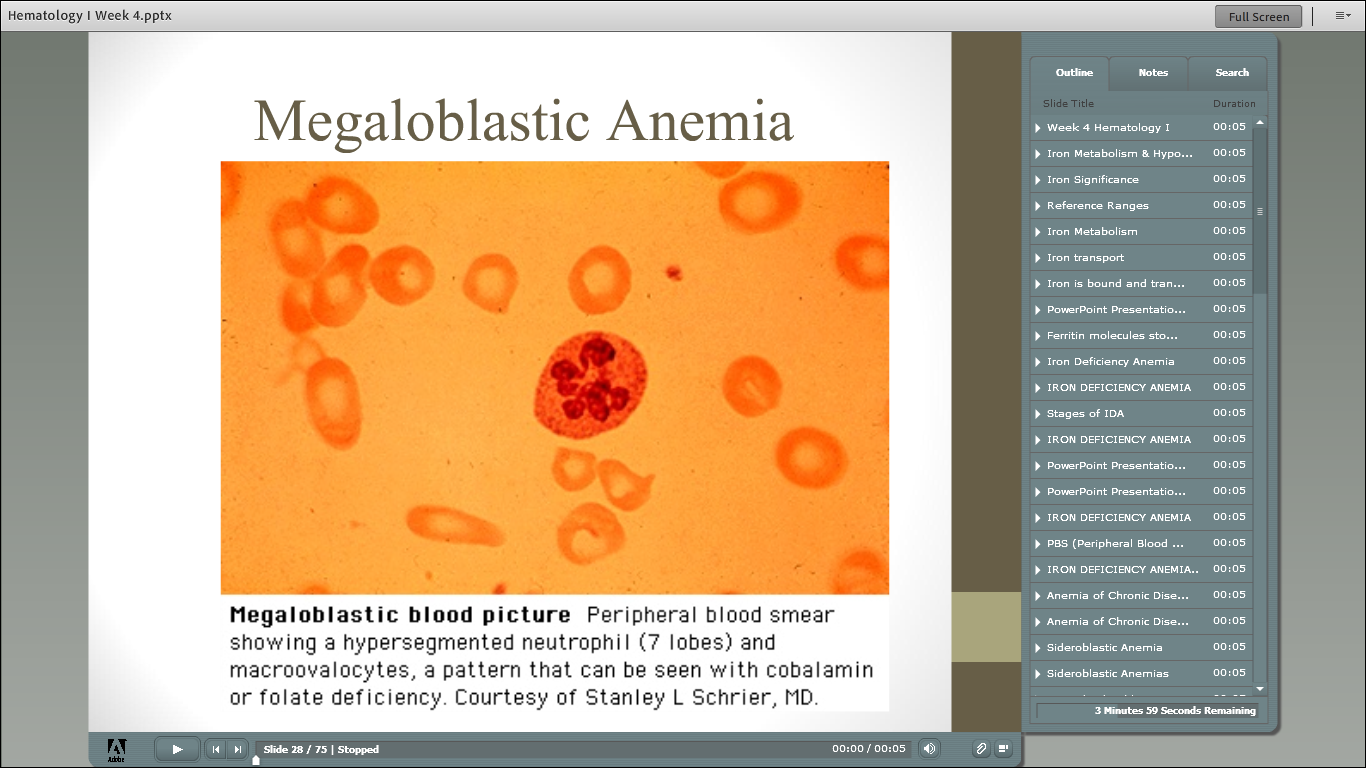 Hematology I Week 4.pptx
Full Screen
Megaloblastic Anemia
Megaloblastic blood picture Peripheral blood smear
showing a hypersegmented neutrophil (7 lobes) and
macroovalocytes, a pattern that can be seen with cobalamin
or folate deficiency. Courtesy of Stanley L Schrier, MD.
Outline Notes Search
Slide Title Duration
Week 4 Hematology I 00:05
Iron Metabolism & Hypo... 00:05
Iron Significance 00:05
Reference Ranges 00:05
Iron Metabolism 00:05
Iron transport 00:05
Iron is bound and tran... 00:05
PowerPoint Presentatio... 00:05
Ferritin molecules sto... 00:05
Iron Deficiency Anemia 00:05
IRON DEFICIENCY ANEMIA 00:05
Stages of IDA 00:05
IRON DEFICIENCY ANEMIA 00:05
PowerPoint Presentatio... 00:05
PowerPoint Presentatio... 00:05
IRON DEFICIENCY ANEMIA 00:05
PBS (Peripheral Blood ... 00:05
IRON DEFICIENCY ANEMIA.. 00:05
Anemia of Chronic Dise... 00:05
Anemia of Chronic Dise... 00:05
Sideroblastic Anemia 00:05
Sideroblastic Anemias 00:05
3 Minutes 59 Seconds Remaining
Adobe
Slide 28 / 75 | Stopped
00:00 / 00:05